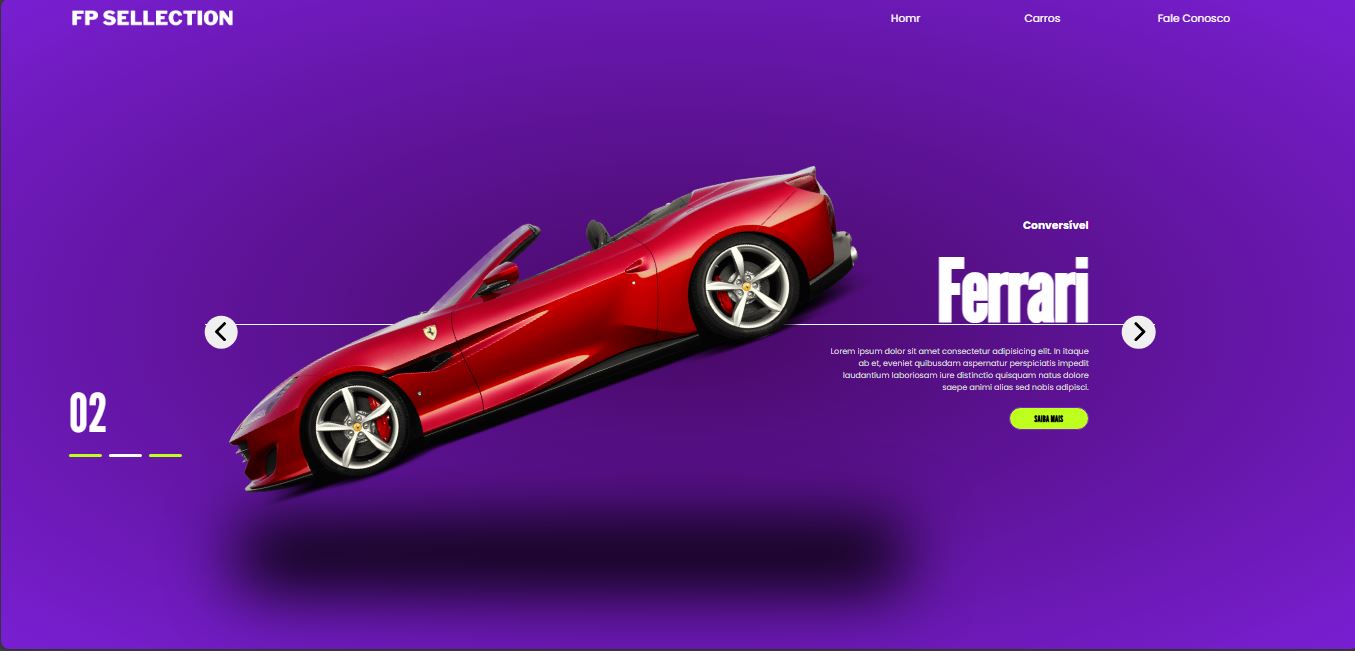 FP SELLECTION
Homr
Carros
Fale Conosco
Conversível
Ferrari
Lorem ipsum dolor sit amet consectetur adipisicing elit. In itaque
ab et, eveniet quibusdam aspernatur perspiciatis impedit
laudantium laboriosam iure distinctio quisquam natus dolore
saepe animi alias sed nobis adipisci.
SAIBA MAIS
02